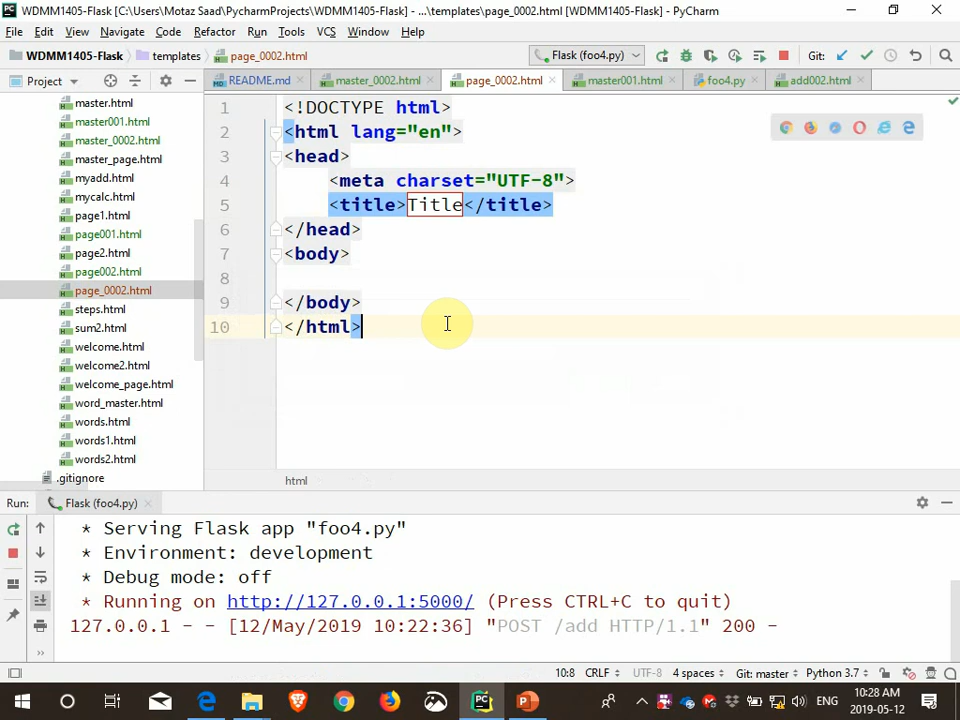 WDMM1405-Flask [C:\Users\Motaz Saad\PycharmProjects\WDMM1405-Flask] - ...\templates\page_0002.html [WDMM1405-Flask] - PyCharm
File Edit View Navigate Code Refactor Run Tools VCS Window Help
WDMM1405-Flask templates page_0002.html Flask (foo4.py) Git:
Project README.md master_0002.html page_0002.html master001.html foo4.py add002.html
master.html
master001.html
master_0002.html
master_page.html
myadd.html
mycalc.html
page1.html
page001.html
page2.html
page002.html
page_0002.html
steps.html
sum2.html
welcome.html
welcome2.html
welcome_page.html
word_master.html
words.html
words1.html
words2.html
.gitignore
1 <!DOCTYPE html>
2 <html lang="en">
3 <head>
4 <meta charset="UTF-8">
5 <title>Title</title>
6 </head>
7 <body>
8
9 </body>
10 </html>
html
Run: Flask (foo4.py)
* Serving Flask app "foo4.py"
* Environment: development
* Debug mode: off
* Running on http://127.0.0.1:5000/ (Press CTRL+C to quit)
127.0.0.1 - - [12/May/2019 10:22:36] "POST /add HTTP/1.1" 200 -
10:8 CRLF UTF-8 4 spaces Git: master Python 3.7
ENG 10:28 AM
2019-05-12